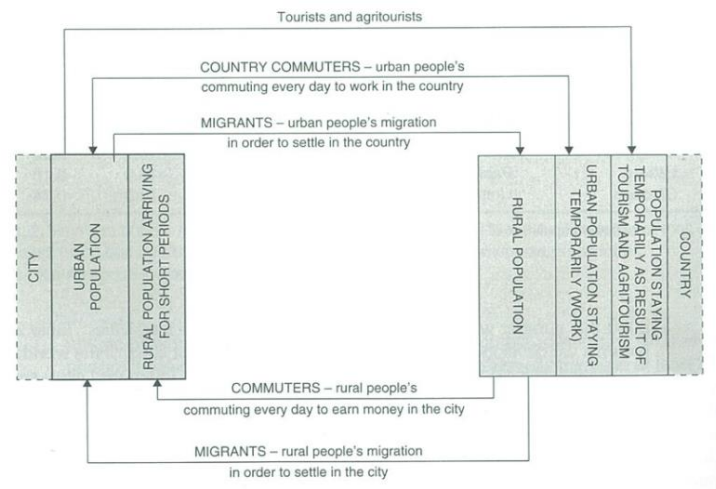 Tourists and agritourists
COUNTRY COMMUTERS – urban people's
commuting every day to work in the country
MIGRANTS – urban people's migration
in order to settle in the country
CITY
URBAN
POPULATION
RURAL POPULATION ARRIVING
FOR SHORT PERIODS
RURAL POPULATION
URBAN POPULATION STAYING
TEMPORARILY (WORK)
POPULATION STAYING
TEMPORARILY AS RESULT OF
TOURISM AND AGRITOURISM
COUNTRY
COMMUTERS – rural people's
commuting every day to earn money in the city
MIGRANTS – rural people's migration
in order to settle in the city